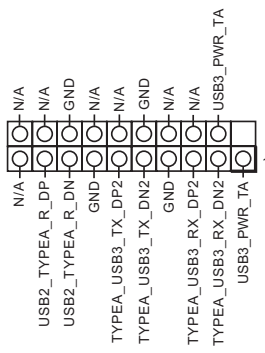 N/A
N/A
GND
N/A
N/A
GND
N/A
N/A
USB3_PWR_TA
N/A
USB2_TYPEA_R_DP
USB2_TYPEA_R_DN
GND
TYPEA_USB3_TX_DP2
TYPEA_USB3_TX_DN2
GND
TYPEA_USB3_RX_DP2
TYPEA_USB3_RX_DN2
USB3_PWR_TA